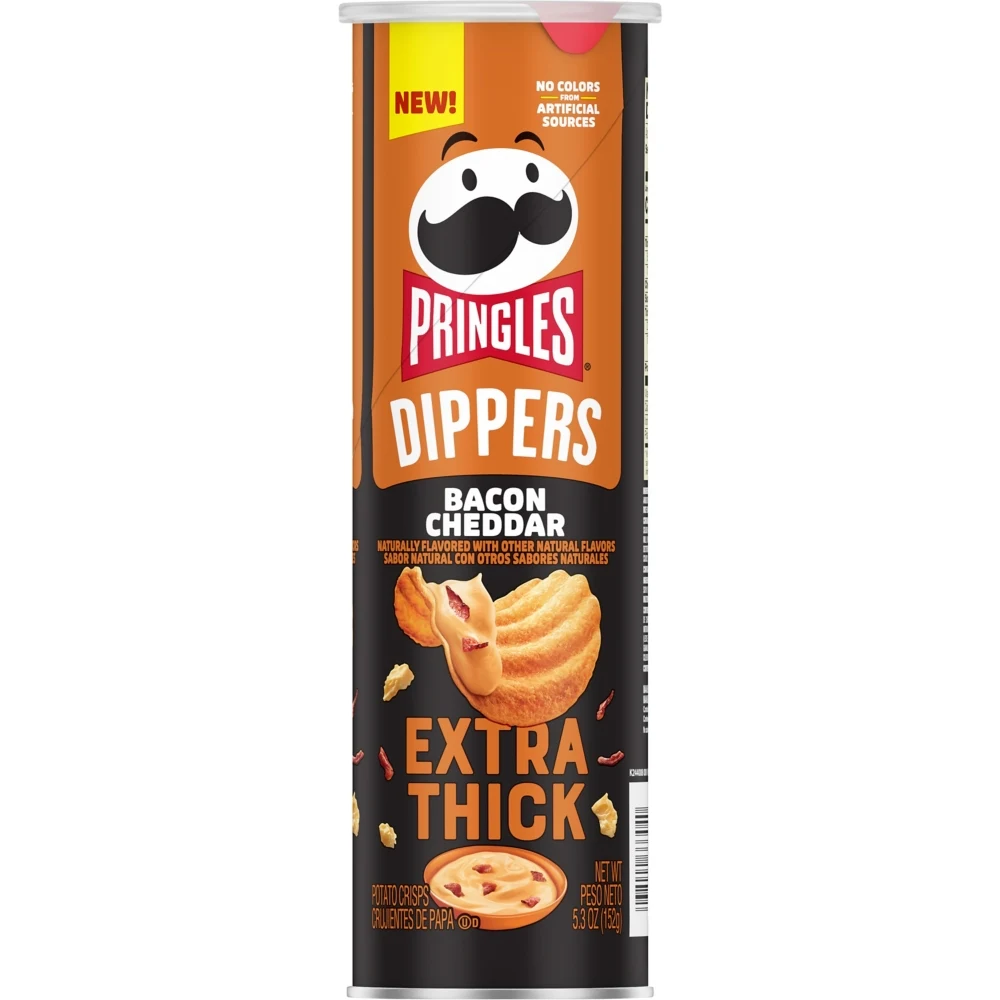 NEW!
NO COLORS
FROM
ARTIFICIAL
SOURCES
PRINGLES®
DIPPERS
BACON
CHEDDAR
NATURALLY FLAVORED WITH OTHER NATURAL FLAVORS
SABOR NATURAL CON OTROS SABORES NATURALES
EXTRA
THICK
POTATO CRISPS
CRUJIENTES DE PAPA Ⓤ D
NET WT
PESO NETO
5.3 OZ (152g)